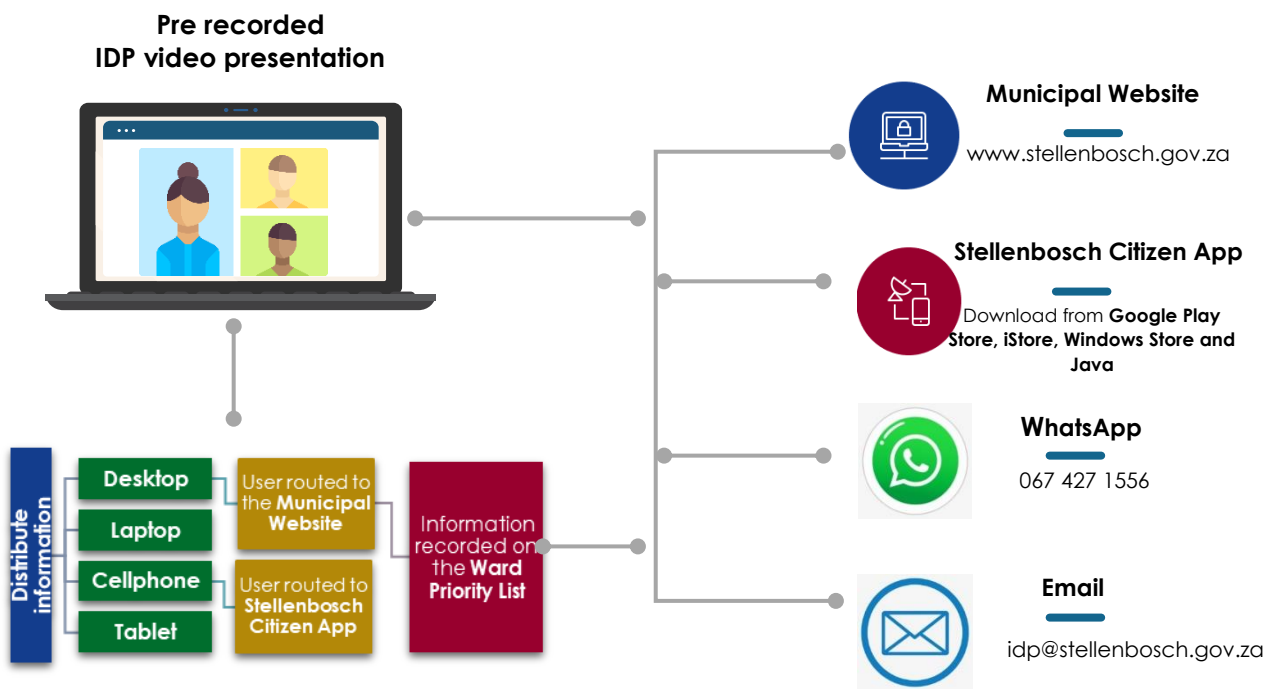 Pre recorded
IDP video presentation
Municipal Website
www.stellenbosch.gov.za
Stellenbosch Citizen App
Download from Google Play
Store, iStore, Windows Store and
Java
WhatsApp
067 427 1556
Email
idp@stellenbosch.gov.za
Distribute
information
Desktop
Laptop
Cellphone
Tablet
User routed to
the Municipal
Website
User routed to
Stellenbosch
Citizen App
Information
recorded on
the Ward
Priority List